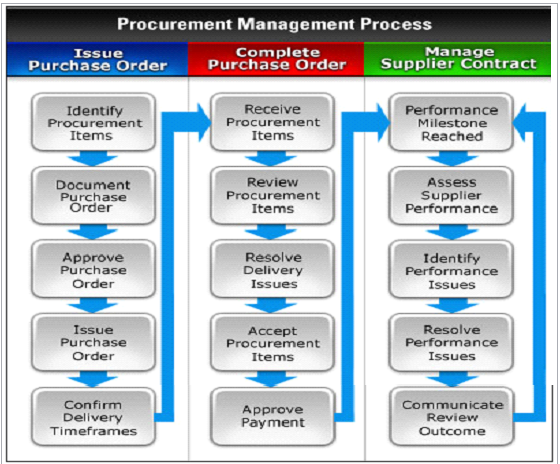 Procurement Management Process
Issue
Purchase Order
Complete
Purchase Order
Manage
Supplier Contract
Identify
Procurement
Items
Document
Purchase
Order
Approve
Purchase
Order
Issue
Purchase
Order
Confirm
Delivery
Timeframes
Receive
Procurement
Items
Review
Procurement
Items
Resolve
Delivery
Issues
Accept
Procurement
Items
Approve
Payment
Performance
Milestone
Reached
Assess
Supplier
Performance
Identify
Performance
Issues
Resolve
Performance
Issues
Communicate
Review
Outcome